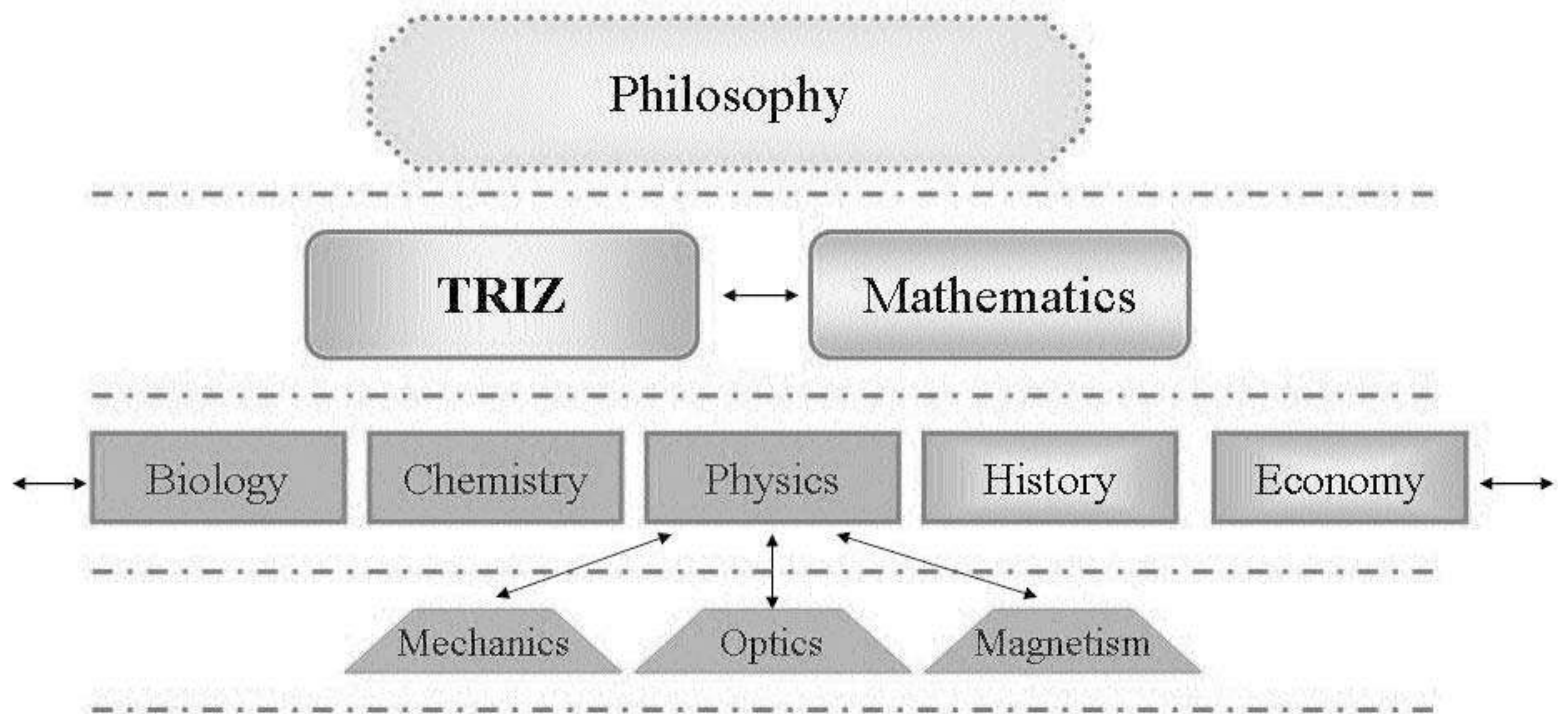 Philosophy
TRIZ
Mathematics
Biology
Chemistry
Physics
History
Economy
Mechanics
Optics
Magnetism